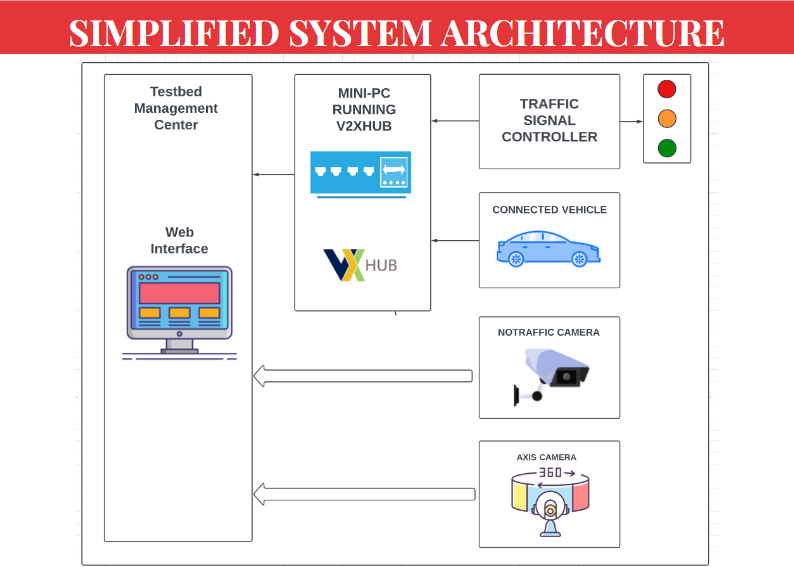 SIMPLIFIED SYSTEM ARCHITECTURE
Testbed
Management
Center
Web
Interface
MINI-PC
RUNNING
V2XHUB
VX HUB
TRAFFIC
SIGNAL
CONTROLLER
CONNECTED VEHICLE
NOTRAFFIC CAMERA
AXIS CAMERA
360